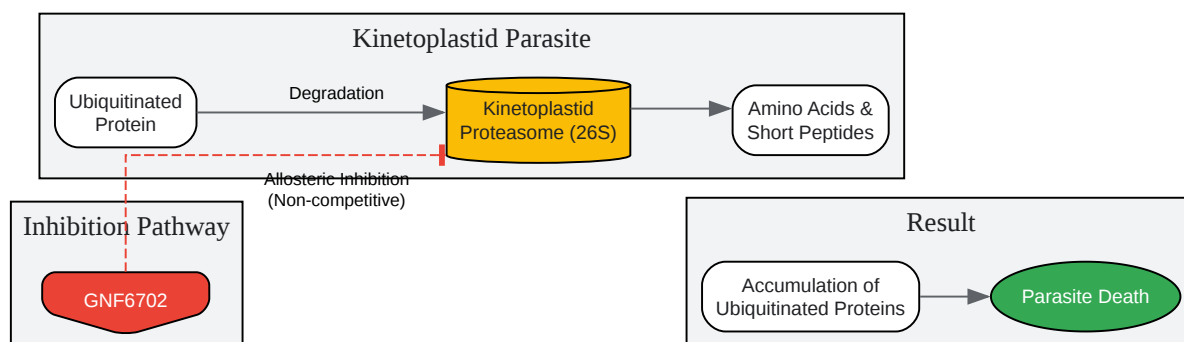 Kinetoplastid Parasite
Ubiquitinated
Protein
Degradation
Kinetoplastid
Proteasome (26S)
Amino Acids &
Short Peptides
Allosteric Inhibition
(Non-competitive)
Inhibition Pathway
GNF6702
Result
Accumulation of
Ubiquitinated Proteins
Parasite Death